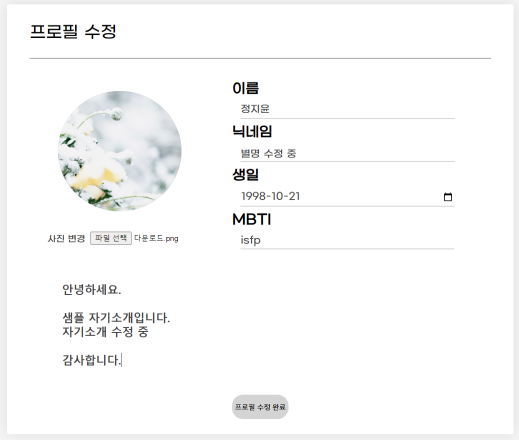 프로필 수정
이름
정지윤
닉네임
별명 수정 중
생일
1998-10-21
MBTI
isfp
사진 변경 파일 선택 다운로드.png
안녕하세요.
샘플 자기소개입니다.
자기소개 수정 중
감사합니다.
프로필 수정 완료